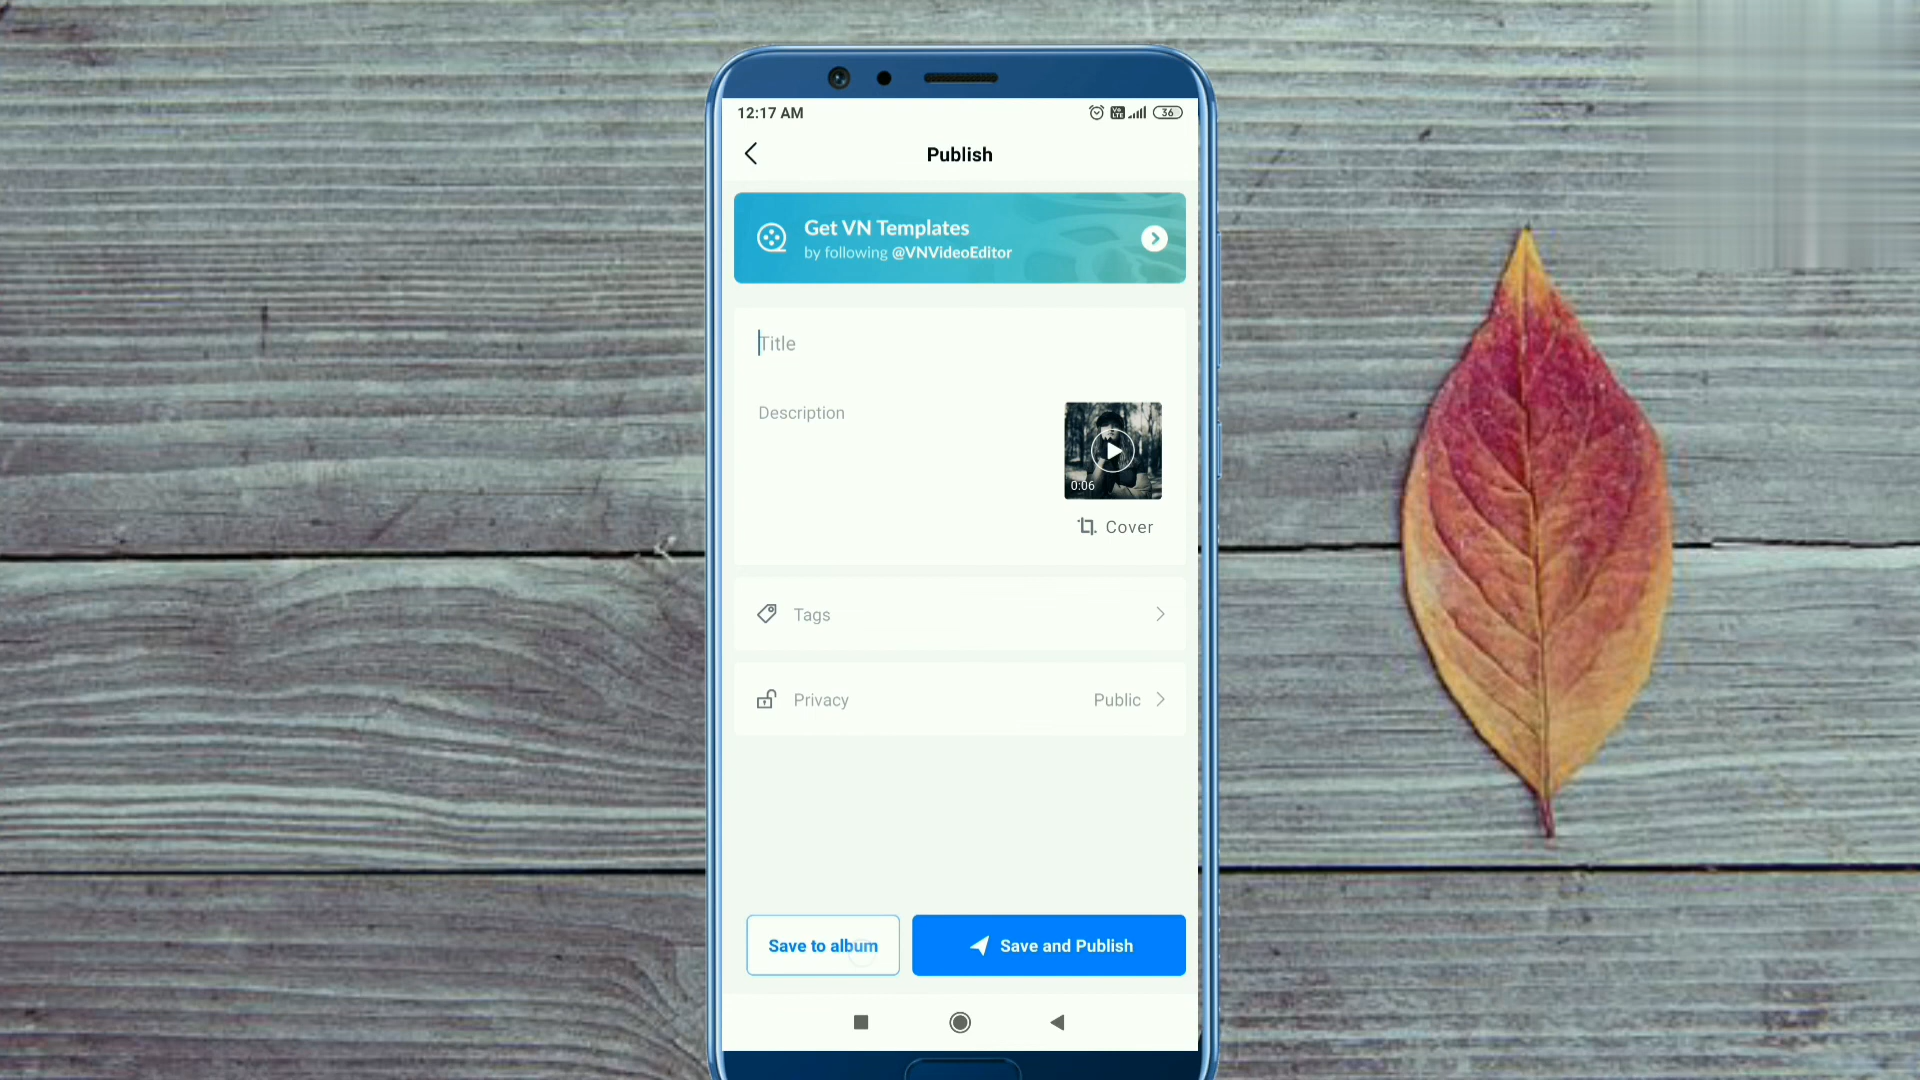 12:17 AM
36
Publish
Get VN Templates
by following @VNVideoEditor
Title
Description
0:06
Cover
Tags
Privacy
Public
Save to album
Save and Publish